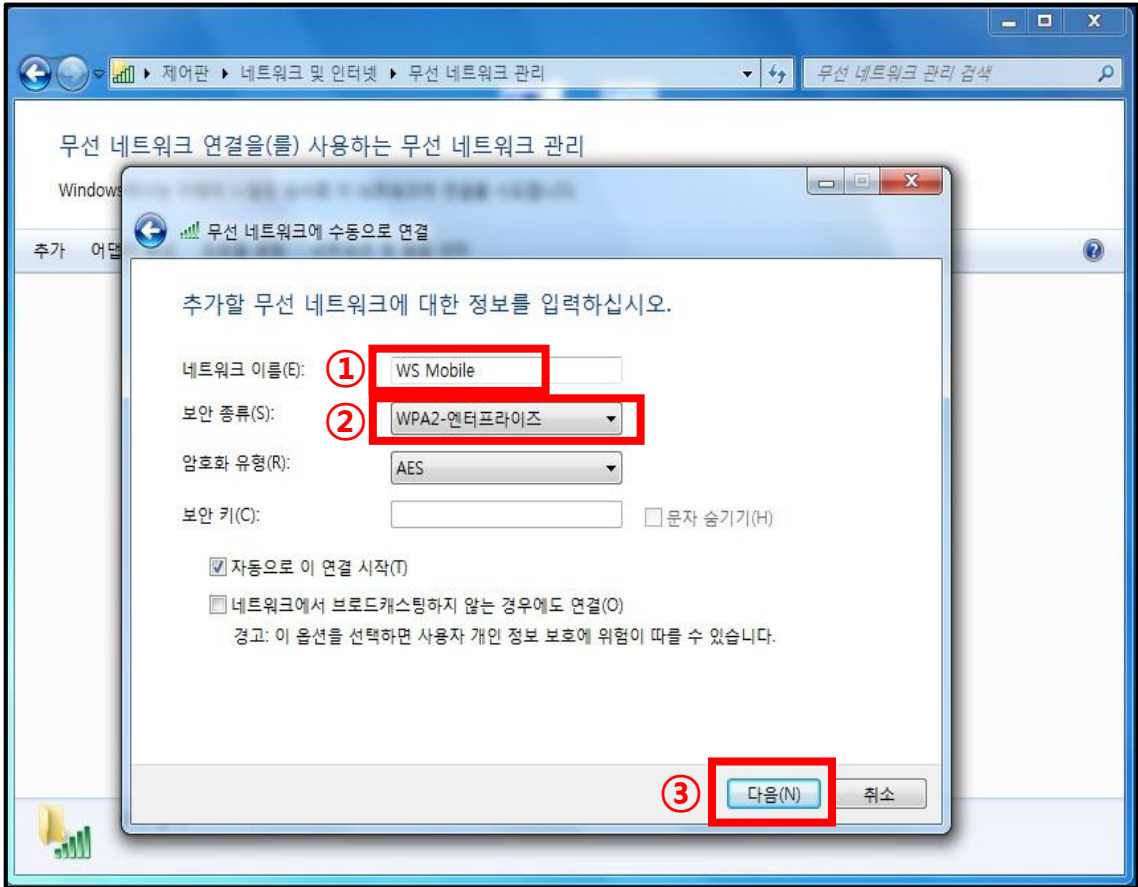 제어판 ▶ 네트워크 및 인터넷 ▶ 무선 네트워크 관리
무선 네트워크 관리 검색
무선 네트워크 연결을(를) 사용하는 무선 네트워크 관리
Windows
추가 어댑
무선 네트워크에 수동으로 연결
추가할 무선 네트워크에 대한 정보를 입력하십시오.
네트워크 이름(E): ① WS Mobile
보안 종류(S): ② WPA2-엔터프라이즈
암호화 유형(R): AES
보안 키(C): 문자 숨기기(H)
자동으로 이 연결 시작(T)
네트워크에서 브로드캐스팅하지 않는 경우에도 연결(O)
경고: 이 옵션을 선택하면 사용자 개인 정보 보호에 위험이 따를 수 있습니다.
③ 다음(N) 취소